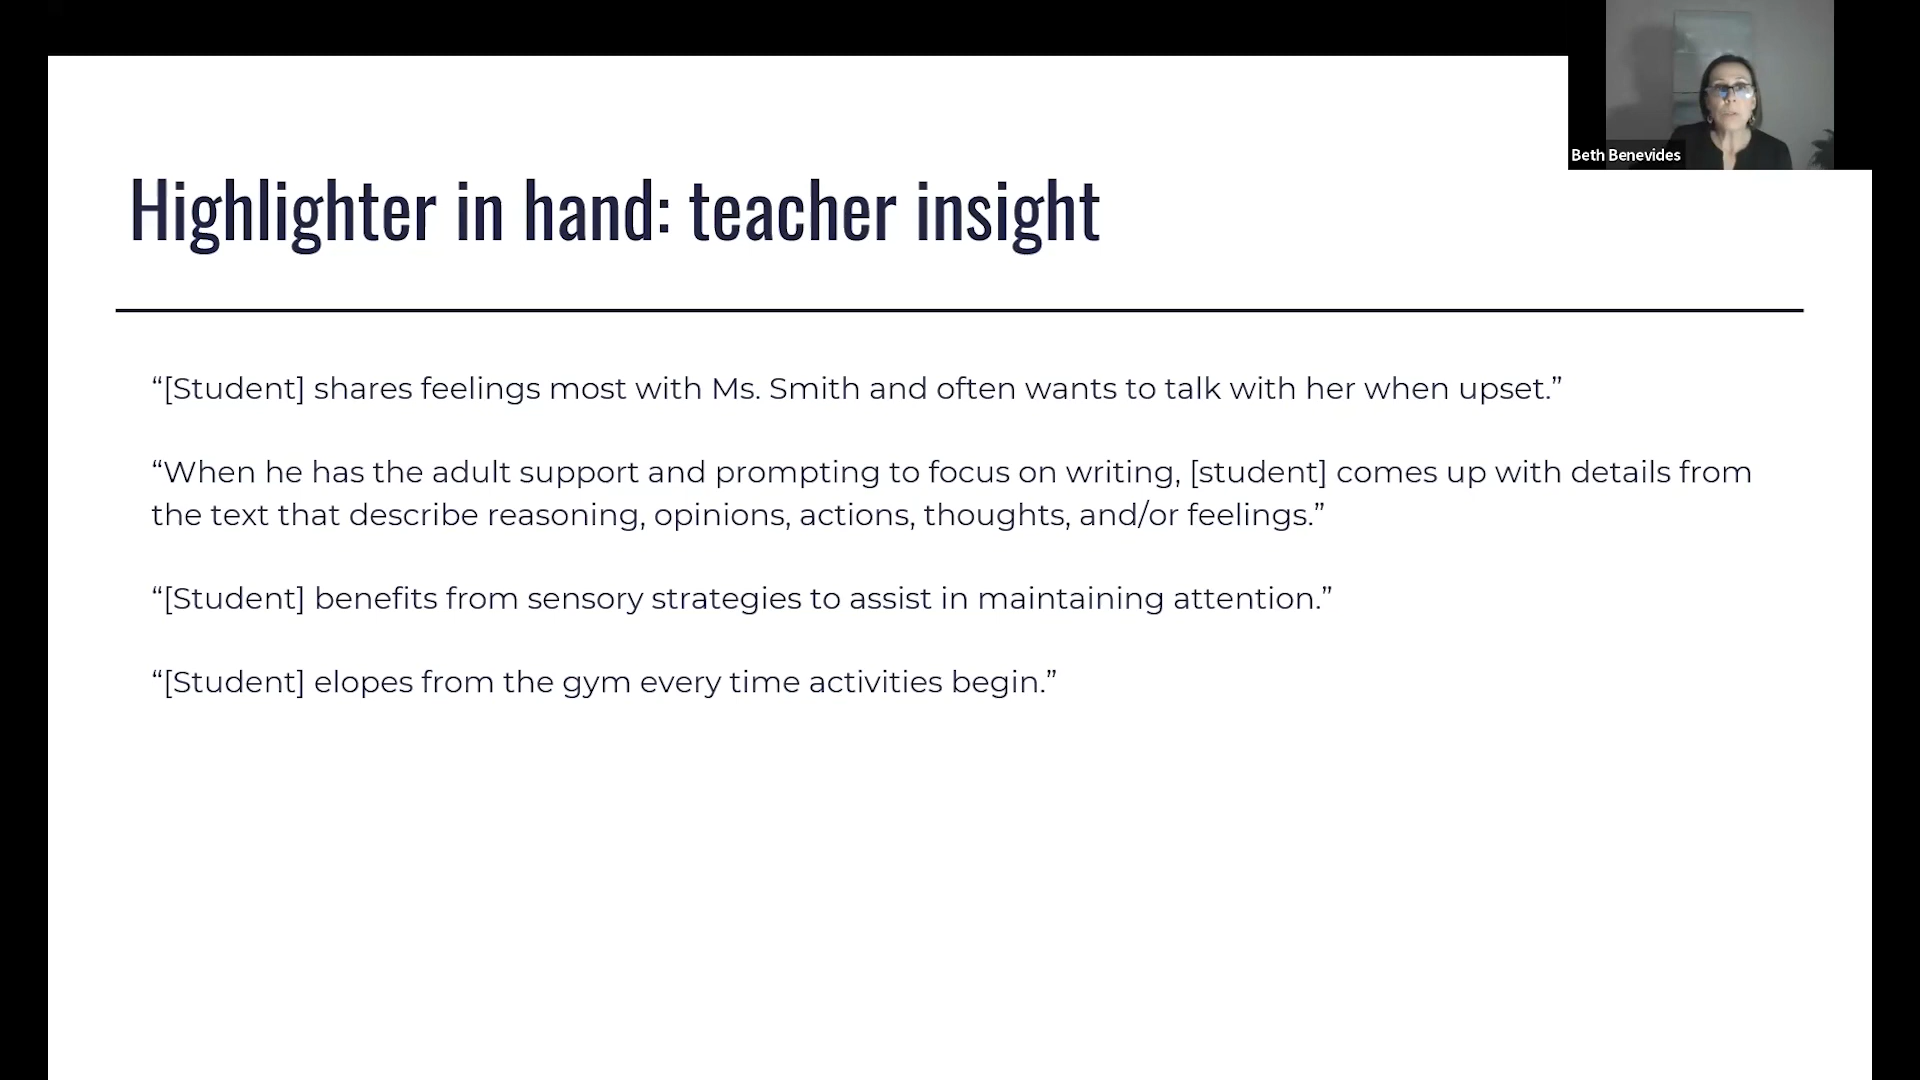 Beth Benevides
Highlighter in hand: teacher insight
“[Student] shares feelings most with Ms. Smith and often wants to talk with her when upset.”
“When he has the adult support and prompting to focus on writing, [student] comes up with details from
the text that describe reasoning, opinions, actions, thoughts, and/or feelings.”
“[Student] benefits from sensory strategies to assist in maintaining attention.”
“[Student] elopes from the gym every time activities begin.”